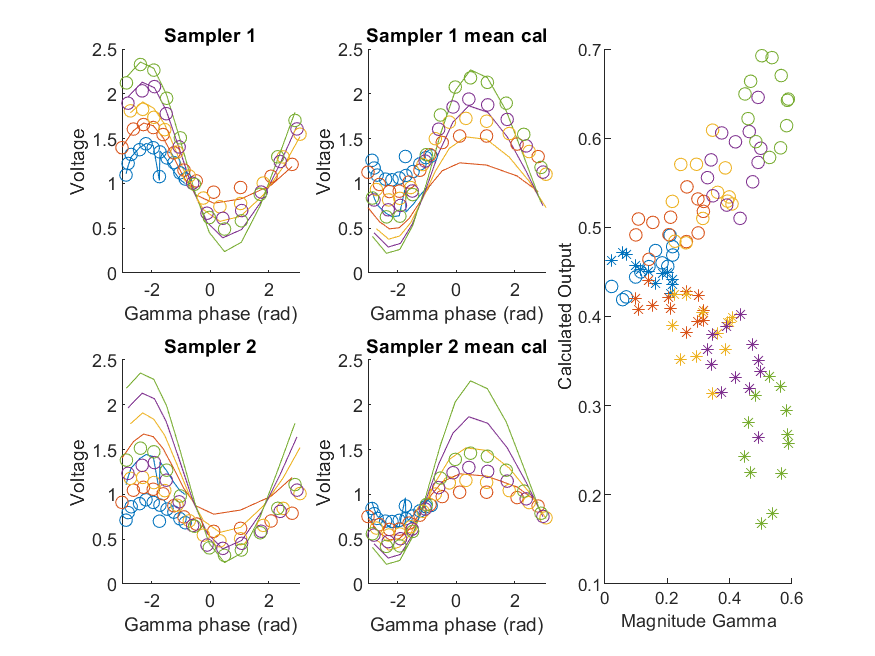 Sampler 1
2.5
2
1.5
1
0.5
0
Voltage
-2 0 2
Gamma phase (rad)
Sampler 1 mean cal
2.5
2
1.5
1
0.5
0
Voltage
-2 0 2
Gamma phase (rad)
Sampler 2
2.5
2
1.5
1
0.5
0
Voltage
-2 0 2
Gamma phase (rad)
Sampler 2 mean cal
2.5
2
1.5
1
0.5
0
Voltage
-2 0 2
Gamma phase (rad)
0.7
0.6
0.5
0.4
0.3
0.2
0.1
Calculated Output
0 0.2 0.4 0.6
Magnitude Gamma